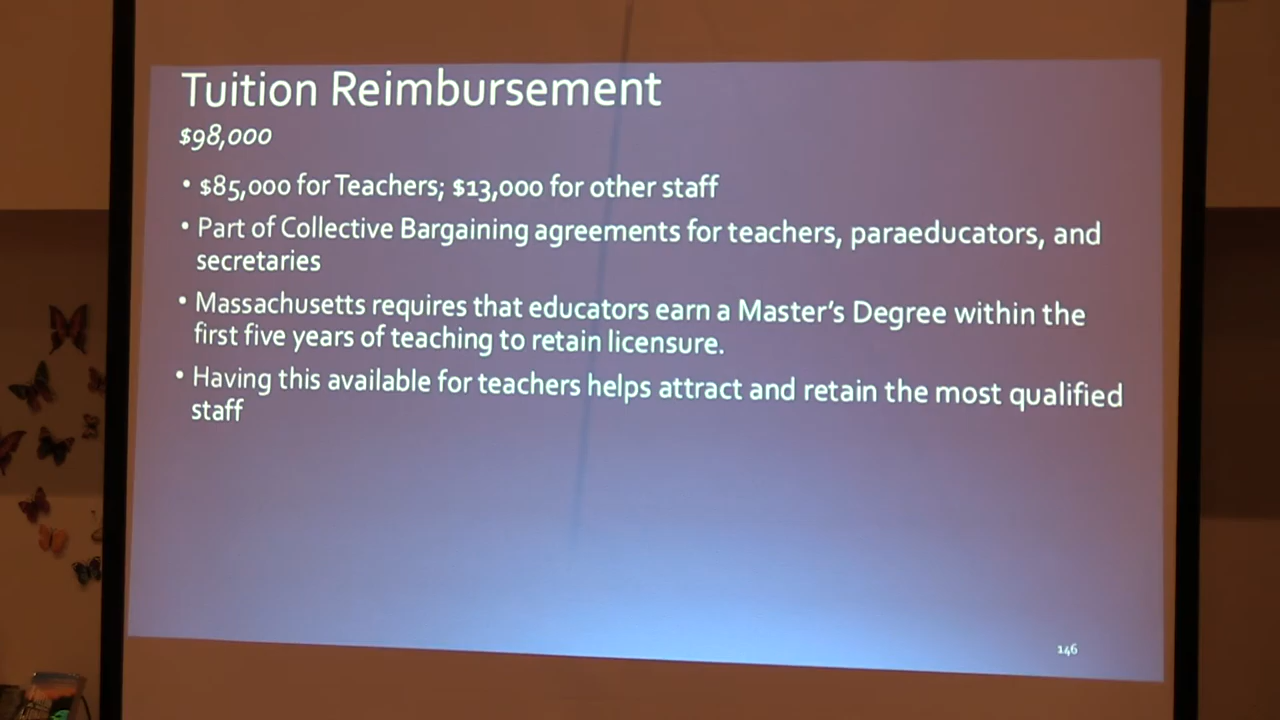 Tuition Reimbursement
$98,000
• $85,000 for Teachers; $13,000 for other staff
• Part of Collective Bargaining agreements for teachers, paraeducators, and
secretaries
• Massachusetts requires that educators earn a Master's Degree within the
first five years of teaching to retain licensure.
• Having this available for teachers helps attract and retain the most qualified
staff
146